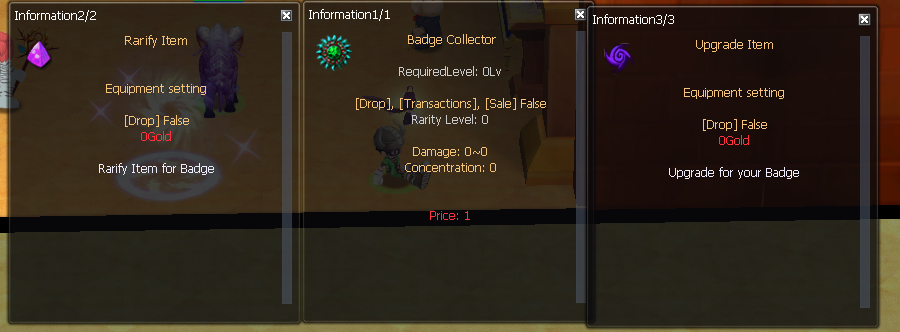 Information2/2
Rarify Item
Equipment setting
[Drop] False
0Gold
Rarify Item for Badge
Information1/1
Badge Collector
RequiredLevel: 0Lv
[Drop], [Transactions], [Sale] False
Rarity Level: 0
Damage: 0~0
Concentration: 0
Price: 1
Information3/3
Upgrade Item
Equipment setting
[Drop] False
0Gold
Upgrade for your Badge